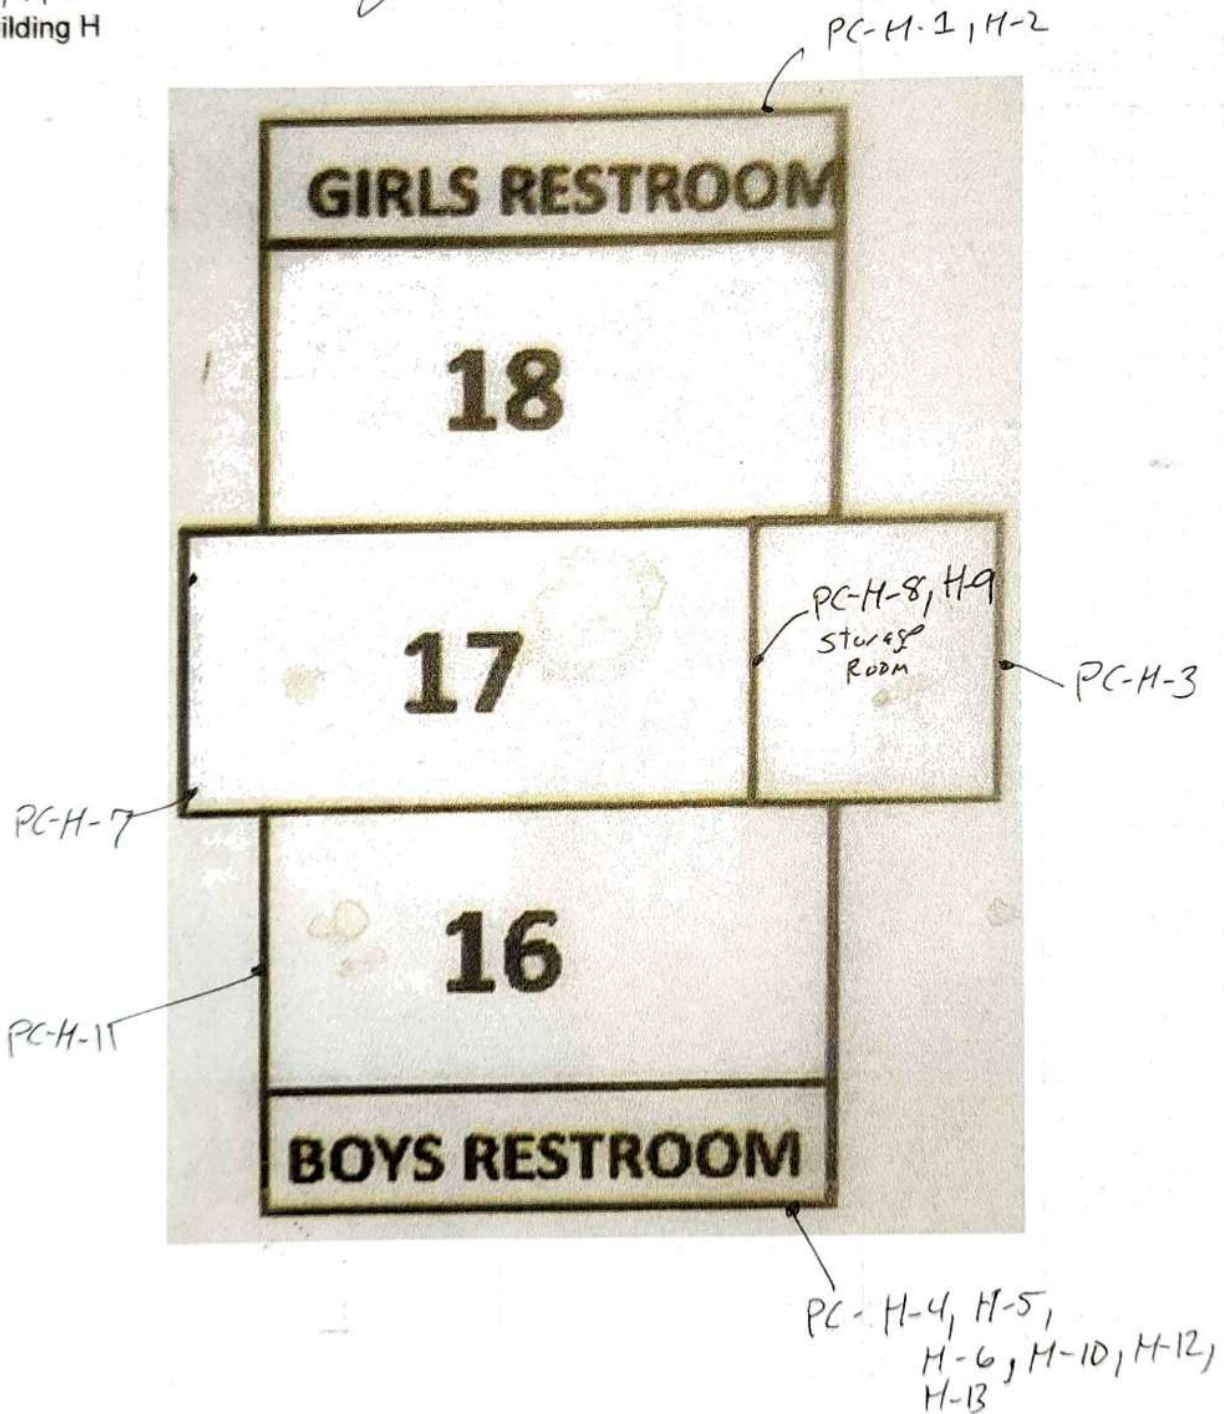 ilding H
PC-H-1, H-2
GIRLS RESTROOM
18
PC-H-8, H-9
Storage
Room
17
PC-H-3
PC-H-7
16
PC-H-11
BOYS RESTROOM
PC-H-4, H-5,
H-6, H-10, H-12,
H-13